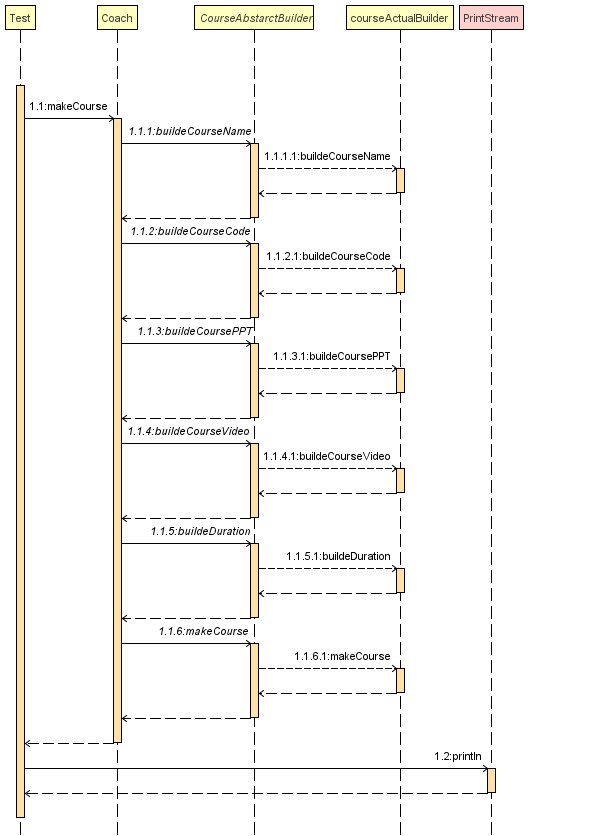 Test
Coach
CourseAbstarctBuilder
courseActualBuilder
PrintStream
1.1:makeCourse
1.1.1:buildeCourseName
1.1.1.1:buildeCourseName
1.1.2:buildeCourseCode
1.1.2.1:buildeCourseCode
1.1.3:buildeCoursePPT
1.1.3.1:buildeCoursePPT
1.1.4:buildeCourseVideo
1.1.4.1:buildeCourseVideo
1.1.5:buildeDuration
1.1.5.1:buildeDuration
1.1.6:makeCourse
1.1.6.1:makeCourse
1.2:println